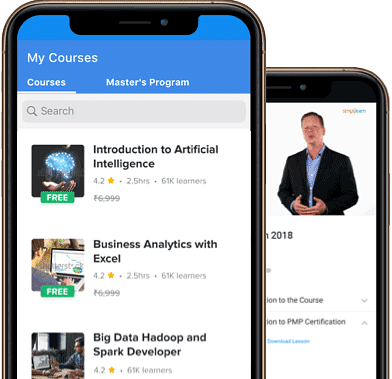 My Courses
Courses
Master's Program
Search
Introduction to Artificial
Intelligence
4.2 ★ • 2.5hrs • 61K learners
FREE
₹6,999
Business Analytics with
Excel
4.2 ★ • 2.5hrs • 61K learners
FREE
₹6,999
Big Data Hadoop and
Spark Developer
4.2 ★ • 2.5hrs • 61K learners
simplilearn
n 2018
tion to the Course
tion to PMP Certification
Download Lesson